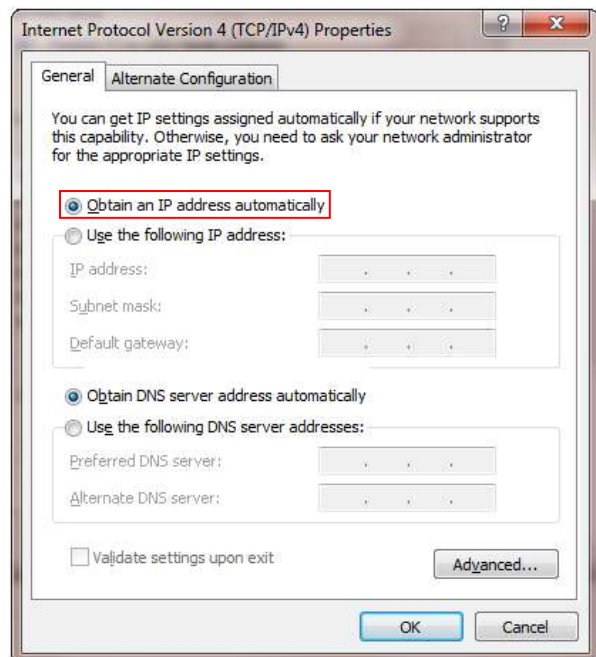 Internet Protocol Version 4 (TCP/IPv4) Properties
?
General
Alternate Configuration
You can get IP settings assigned automatically if your network supports
this capability. Otherwise, you need to ask your network administrator
for the appropriate IP settings.
Obtain an IP address automatically
Use the following IP address:
IP address:
Subnet mask:
Default gateway:
Obtain DNS server address automatically
Use the following DNS server addresses:
Preferred DNS server:
Alternate DNS server:
Validate settings upon exit
Advanced...
OK
Cancel